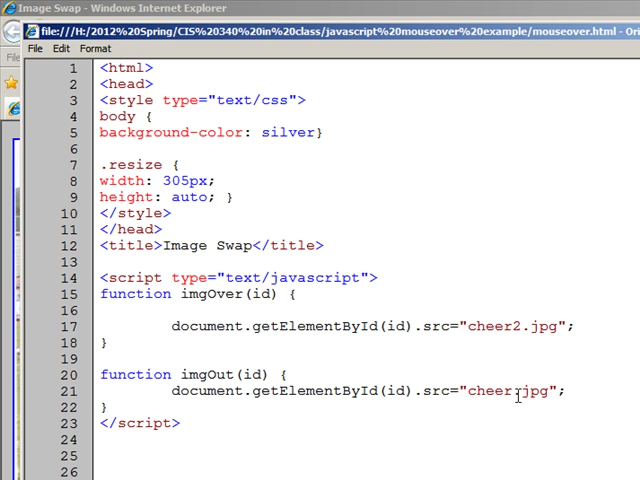 Image Swap - Windows Internet Explorer
file:///H:/2012%20Spring/CIS%20340%20in%20class/javascript%20mouseover%20example/mouseover.html - Ori
File Edit Format
1 <html>
2 <head>
3 <style type="text/css">
4 body {
5 background-color: silver}
6
7 .resize {
8 width: 305px;
9 height: auto; }
10 </style>
11 </head>
12 <title>Image Swap</title>
13
14 <script type="text/javascript">
15 function imgOver(id) {
16
17 document.getElementById(id).src="cheer2.jpg";
18 }
19
20 function imgOut(id) {
21 document.getElementById(id).src="cheer.jpg";
22 }
23 </script>
24
25
26